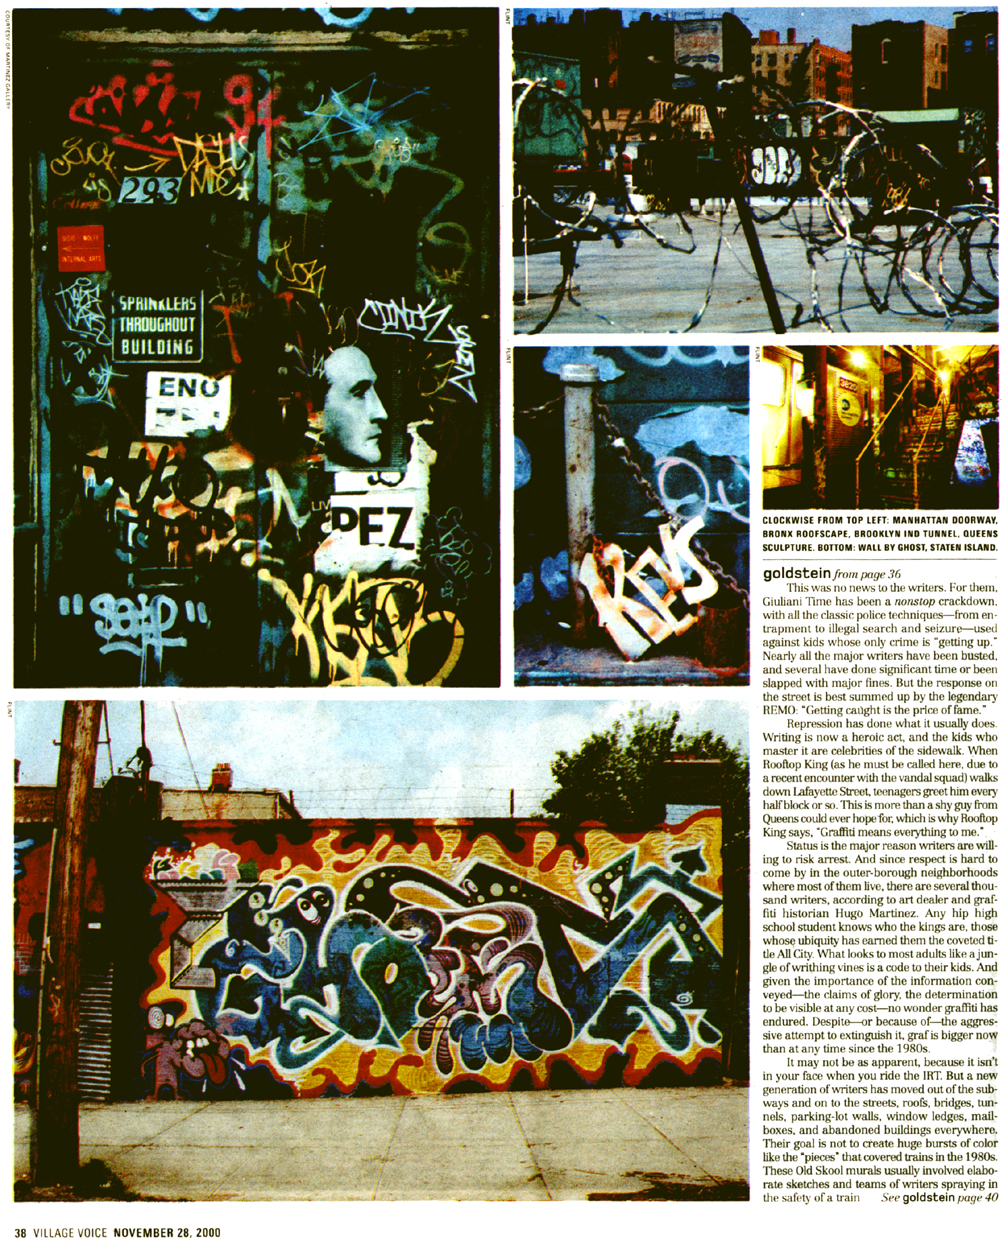 COURTESY OF MARTINEZ GALLERY
FLINT
94
293
INTERNAL ARTS
SPRINKLERS
THROUGHOUT
BUILDING
ENO
PEZ
"SOIP"
FLINT
KEYS
FLINT
3820
CLOCKWISE FROM TOP LEFT: MANHATTAN DOORWAY,
BRONX ROOFSCAPE, BROOKLYN IND TUNNEL, QUEENS
SCULPTURE. BOTTOM: WALL BY GHOST, STATEN ISLAND.
goldstein from page 36
This was no news to the writers. For them,
Giuliani Time has been a nonstop crackdown,
with all the classic police techniques—from en-
trapment to illegal search and seizure—used
against kids whose only crime is "getting up."
Nearly all the major writers have been busted,
and several have done significant time or been
slapped with major fines. But the response on
the street is best summed up by the legendary
REMO: "Getting caught is the price of fame."
Repression has done what it usually does.
Writing is now a heroic act, and the kids who
master it are celebrities of the sidewalk. When
Rooftop King (as he must be called here, due to
a recent encounter with the vandal squad) walks
down Lafayette Street, teenagers greet him every
half block or so. This is more than a shy guy from
Queens could ever hope for, which is why Rooftop
King says, "Graffiti means everything to me."
Status is the major reason writers are will-
ing to risk arrest. And since respect is hard to
come by in the outer-borough neighborhoods
where most of them live, there are several thou-
sand writers, according to art dealer and graf-
fiti historian Hugo Martinez. Any hip high
school student knows who the kings are, those
whose ubiquity has earned them the coveted ti-
tle All City. What looks to most adults like a jun-
gle of writhing vines is a code to their kids. And
given the importance of the information con-
veyed—the claims of glory, the determination
to be visible at any cost—no wonder graffiti has
endured. Despite—or because of—the aggres-
sive attempt to extinguish it, graf is bigger now
than at any time since the 1980s.
It may not be as apparent, because it isn't
in your face when you ride the IRT. But a new
generation of writers has moved out of the sub-
ways and on to the streets, roofs, bridges, tun-
nels, parking-lot walls, window ledges, mail-
boxes, and abandoned buildings everywhere.
Their goal is not to create huge bursts of color
like the "pieces" that covered trains in the 1980s.
These Old Skool murals usually involved elabo-
rate sketches and teams of writers spraying in
the safety of a train See goldstein page 40
FLINT
GHOST
38 VILLAGE VOICE NOVEMBER 28, 2000